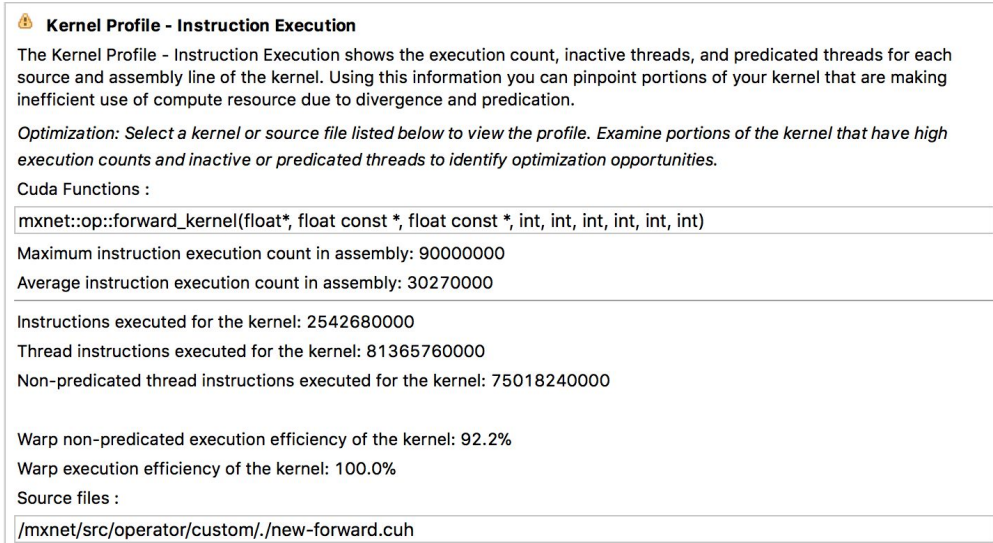 Kernel Profile - Instruction Execution
The Kernel Profile - Instruction Execution shows the execution count, inactive threads, and predicated threads for each
source and assembly line of the kernel. Using this information you can pinpoint portions of your kernel that are making
inefficient use of compute resource due to divergence and predication.
Optimization: Select a kernel or source file listed below to view the profile. Examine portions of the kernel that have high
execution counts and inactive or predicated threads to identify optimization opportunities.
Cuda Functions :
mxnet::op::forward_kernel(float*, float const *, float const *, int, int, int, int, int, int)
Maximum instruction execution count in assembly: 90000000
Average instruction execution count in assembly: 30270000
Instructions executed for the kernel: 2542680000
Thread instructions executed for the kernel: 81365760000
Non-predicated thread instructions executed for the kernel: 75018240000
Warp non-predicated execution efficiency of the kernel: 92.2%
Warp execution efficiency of the kernel: 100.0%
Source files :
/mxnet/src/operator/custom/./new-forward.cuh